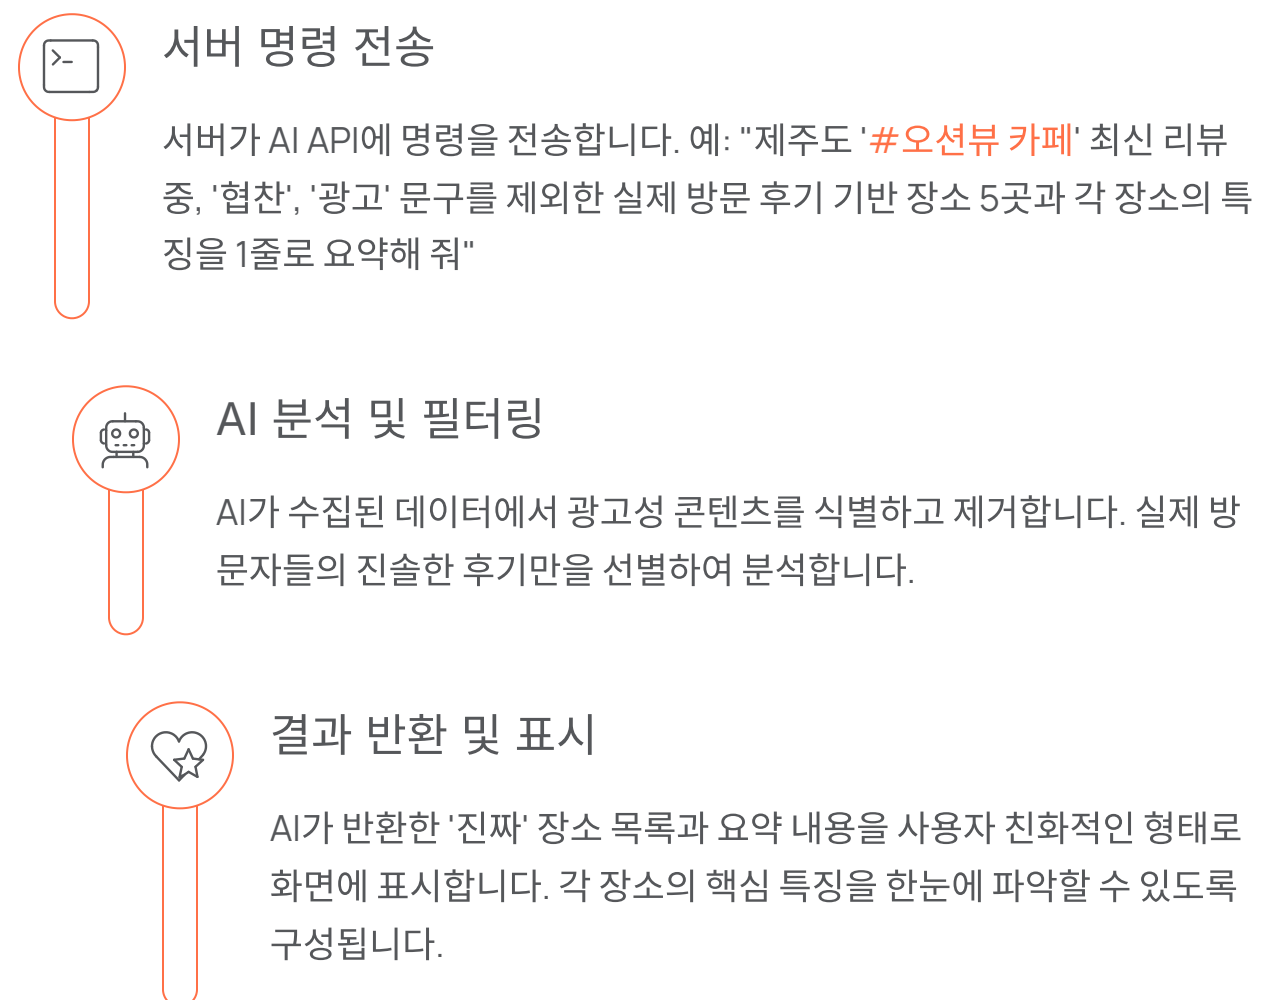 서버 명령 전송
서버가 AI API에 명령을 전송합니다. 예: "제주도 '#오션뷰 카페' 최신 리뷰
중, '협찬', '광고' 문구를 제외한 실제 방문 후기 기반 장소 5곳과 각 장소의 특
징을 1줄로 요약해 줘"
AI 분석 및 필터링
AI가 수집된 데이터에서 광고성 콘텐츠를 식별하고 제거합니다. 실제 방
문자들의 진솔한 후기만을 선별하여 분석합니다.
결과 반환 및 표시
AI가 반환한 '진짜' 장소 목록과 요약 내용을 사용자 친화적인 형태로
화면에 표시합니다. 각 장소의 핵심 특징을 한눈에 파악할 수 있도록
구성됩니다.